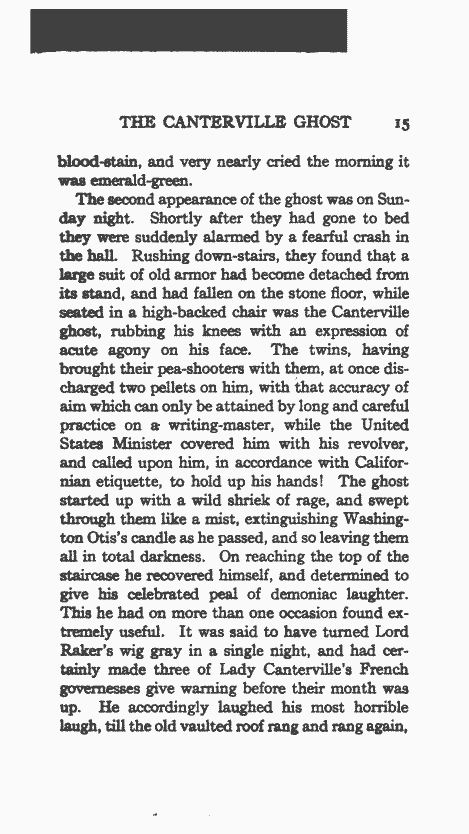 THE CANTERVILLE GHOST 15
blood-stain, and very nearly cried the morning it
was emerald-green.
The second appearance of the ghost was on Sun-
day night. Shortly after they had gone to bed
they were suddenly alarmed by a fearful crash in
the hall. Rushing down-stairs, they found that a
large suit of old armor had become detached from
its stand, and had fallen on the stone floor, while
seated in a high-backed chair was the Canterville
ghost, rubbing his knees with an expression of
acute agony on his face. The twins, having
brought their pea-shooters with them, at once dis-
charged two pellets on him, with that accuracy of
aim which can only be attained by long and careful
practice on a writing-master, while the United
States Minister covered him with his revolver,
and called upon him, in accordance with Califor-
nian etiquette, to hold up his hands! The ghost
started up with a wild shriek of rage, and swept
through them like a mist, extinguishing Washing-
ton Otis's candle as he passed, and so leaving them
all in total darkness. On reaching the top of the
staircase he recovered himself, and determined to
give his celebrated peal of demoniac laughter.
This he had on more than one occasion found ex-
tremely useful. It was said to have turned Lord
Raker's wig gray in a single night, and had cer-
tainly made three of Lady Canterville's French
governesses give warning before their month was
up. He accordingly laughed his most horrible
laugh, till the old vaulted roof rang and rang again,